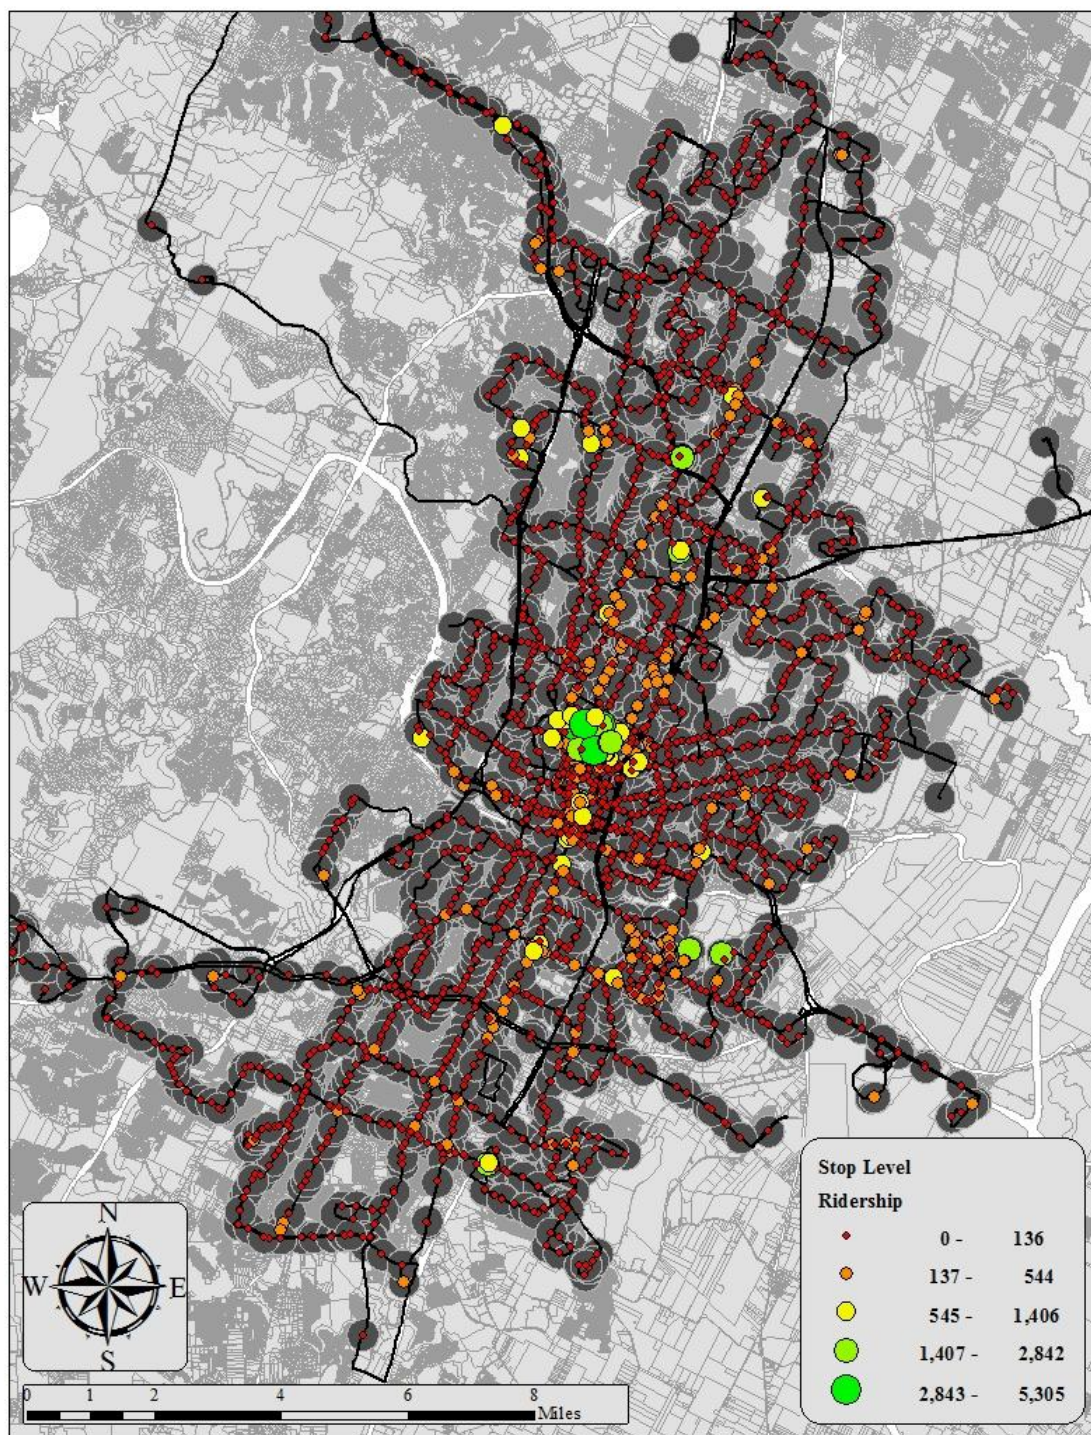 Stop Level
Ridership
0 - 136
137 - 544
545 - 1,406
1,407 - 2,842
2,843 - 5,305
N
W E
S
0 1 2 4 6 8
Miles